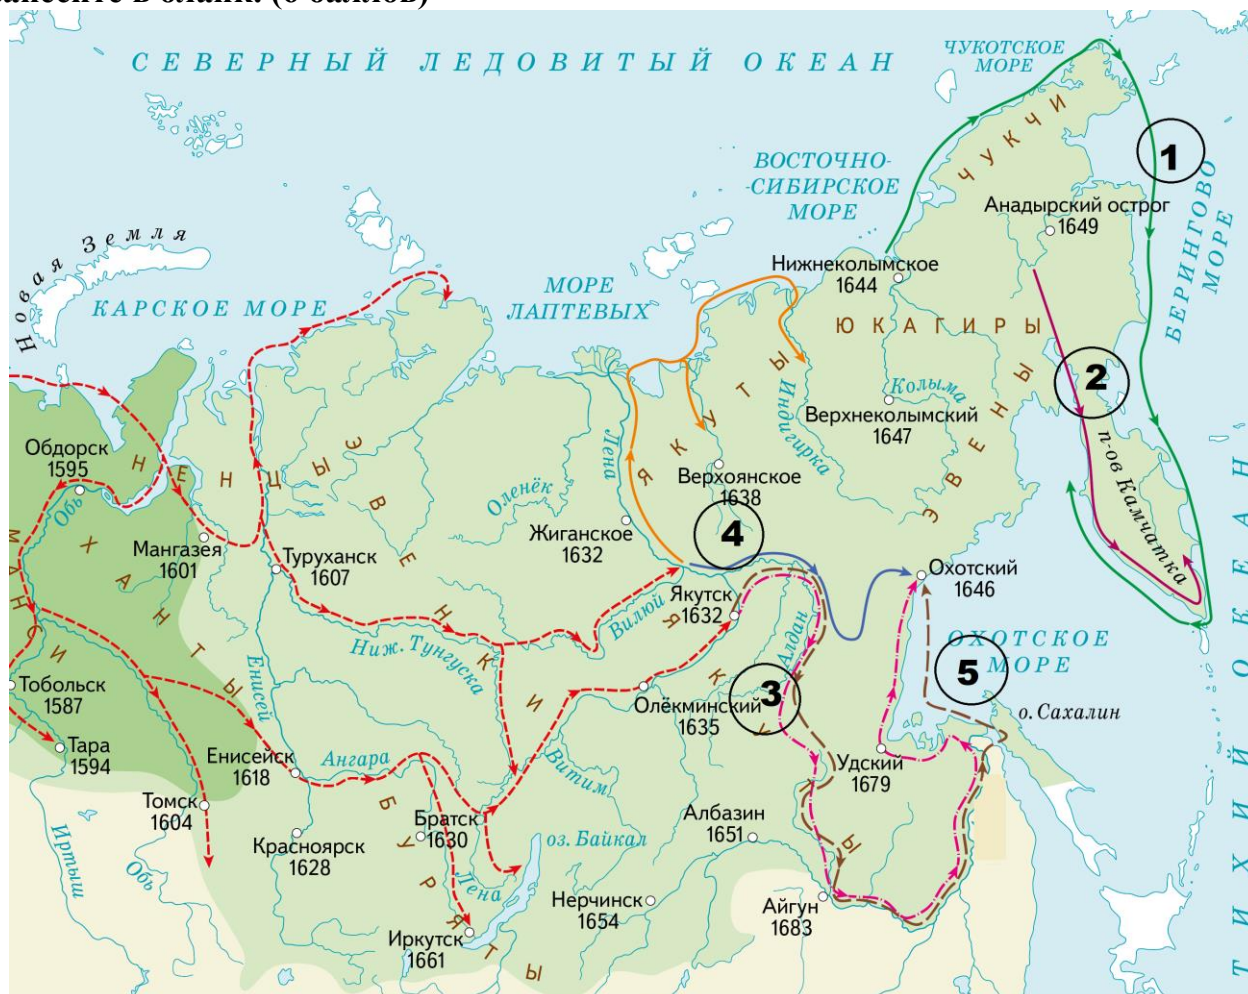 занесите в бланк. (6 баллов)
СЕВЕРНЫЙ ЛЕДОВИТЫЙ ОКЕАН
ЧУКОТСКОЕ
МОРЕ
ЧУКЧИ
1
ВОСТОЧНО-
-СИБИРСКОЕ
МОРЕ
Анадырский острог
1649
БЕРИНГОВО
МОРЕ
Новая Земля
КАРСКОЕ МОРЕ
МОРЕ
ЛАПТЕВЫХ
Нижнеколымское
1644
ЮКАГИРЫ
2
Колыма
Верхнеколымский
1647
Индигирка
ЯКУТЫ
ЭВЕНЫ
п-ов Камчатка
Обдорск
1595
Обь
НЕНЦЫ
ЭВЕНКИ
Лена
Оленёк
Верхоянское
1638
МАНСИ
ХАНТЫ
Мангазея
1601
Туруханск
1607
Жиганское
1632
4
Охотский
1646
Якутск
1632
Вилюй
ЯКУТЫ
Алдан
Ниж. Тунгуска
Енисей
ОХОТСКОЕ
МОРЕ
5
о. Сахалин
Тобольск
1587
Тара
1594
Олёкминский
1635
3
Енисейск
1618
Ангара
Витим
Удский
1679
Томск
1604
Иртыш
Обь
Красноярск
1628
БУРЯТЫ
Братск
1630
оз. Байкал
Албазин
1651
Лена
Нерчинск
1654
Айгун
1683
Иркутск
1661
ТИХИЙ ОКЕАН